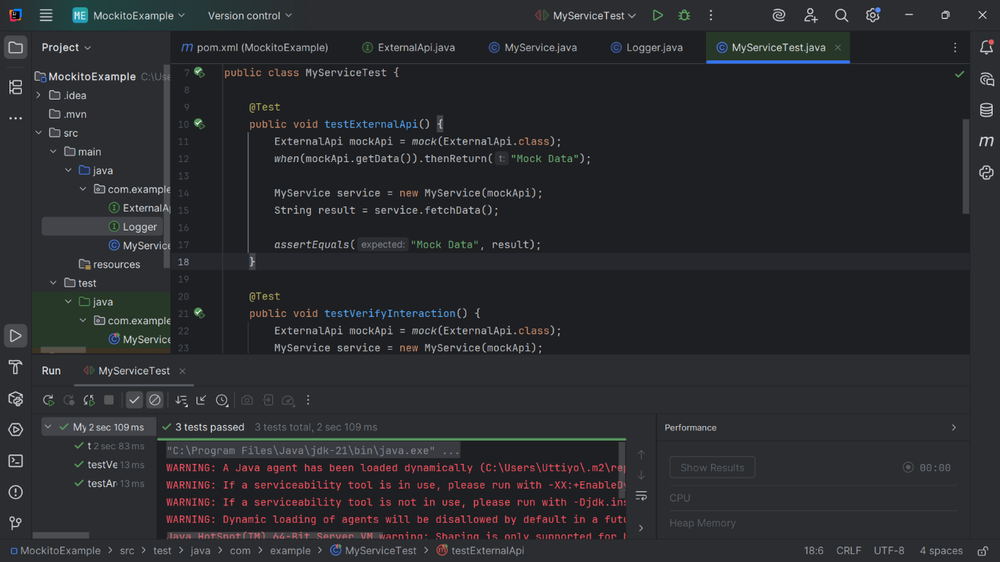 ME MockitoExample Version control MyServiceTest
Project
m pom.xml (MockitoExample) ExternalApi.java MyService.java Logger.java MyServiceTest.java
MockitoExample C:\Use
.idea
.mvn
src
main
java
com.example
ExternalAp
Logger
MyService
resources
test
java
com.example
MyService
7 public class MyServiceTest {
8
9 @Test
10 public void testExternalApi() {
11 ExternalApi mockApi = mock(ExternalApi.class);
12 when(mockApi.getData()).thenReturn( t: "Mock Data");
13
14 MyService service = new MyService(mockApi);
15 String result = service.fetchData();
16
17 assertEquals( expected: "Mock Data", result);
18 }
19
20 @Test
21 public void testVerifyInteraction() {
22 ExternalApi mockApi = mock(ExternalApi.class);
23 MyService service = new MyService(mockApi);
Run MyServiceTest
My 2 sec 109 ms
t 2 sec 83 ms
testVe 13 ms
testAr 13 ms
3 tests passed 3 tests total, 2 sec 109 ms
"C:\Program Files\Java\jdk-21\bin\java.exe" ...
WARNING: A Java agent has been loaded dynamically (C:\Users\Uttiyo\.m2\rep
WARNING: If a serviceability tool is in use, please run with -XX:+EnableDy
WARNING: If a serviceability tool is not in use, please run with -Djdk.ins
WARNING: Dynamic loading of agents will be disallowed by default in a futu
Java HotSpot(TM) 64-Bit Server VM warning: Sharing is only supported for b
Performance
Show Results 00:00
CPU
Heap Memory
MockitoExample > src > test > java > com > example > MyServiceTest > testExternalApi 18:6 CRLF UTF-8 4 spaces